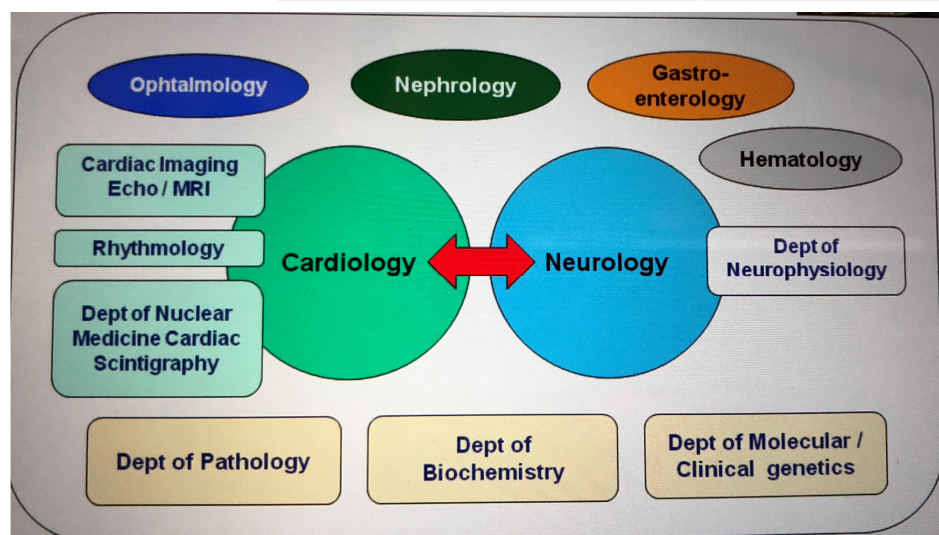 Ophtalmology
Nephrology
Gastro-
enterology
Hematology
Cardiac Imaging
Echo / MRI
Rhythmology
Dept of Nuclear
Medicine Cardiac
Scintigraphy
Cardiology
Neurology
Dept of
Neurophysiology
Dept of Pathology
Dept of
Biochemistry
Dept of Molecular /
Clinical genetics